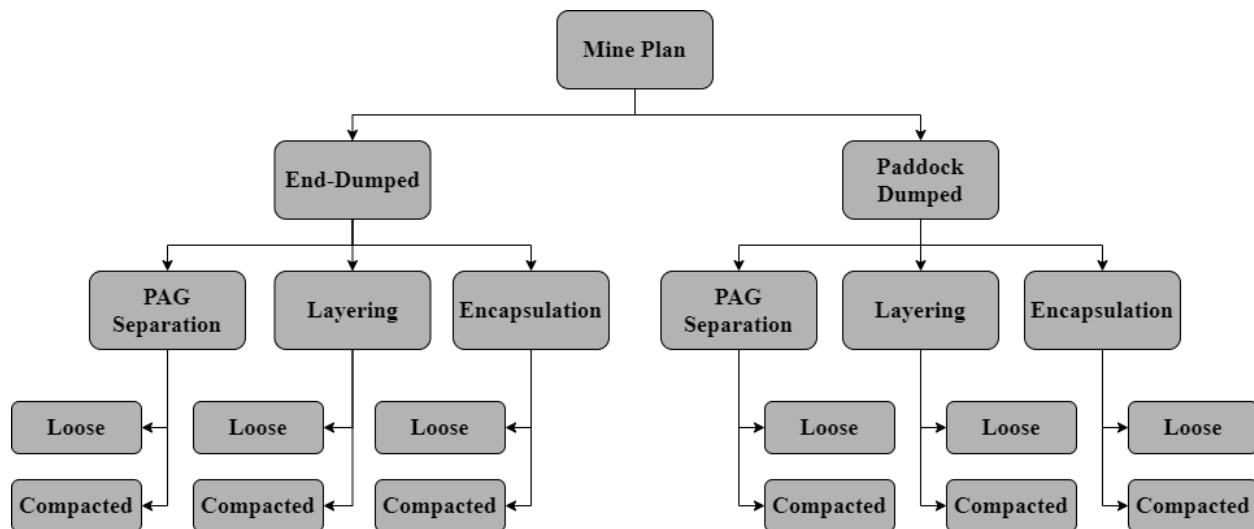 Mine Plan
End-Dumped
Paddock
Dumped
PAG
Separation
Layering
Encapsulation
PAG
Separation
Layering
Encapsulation
Loose
Loose
Loose
Loose
Loose
Loose
Compacted
Compacted
Compacted
Compacted
Compacted
Compacted